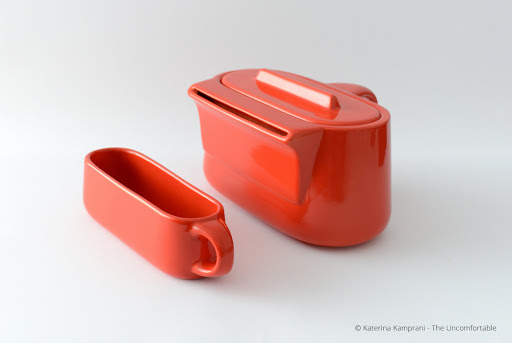 © Katerina Kamprani - The Uncomfortable